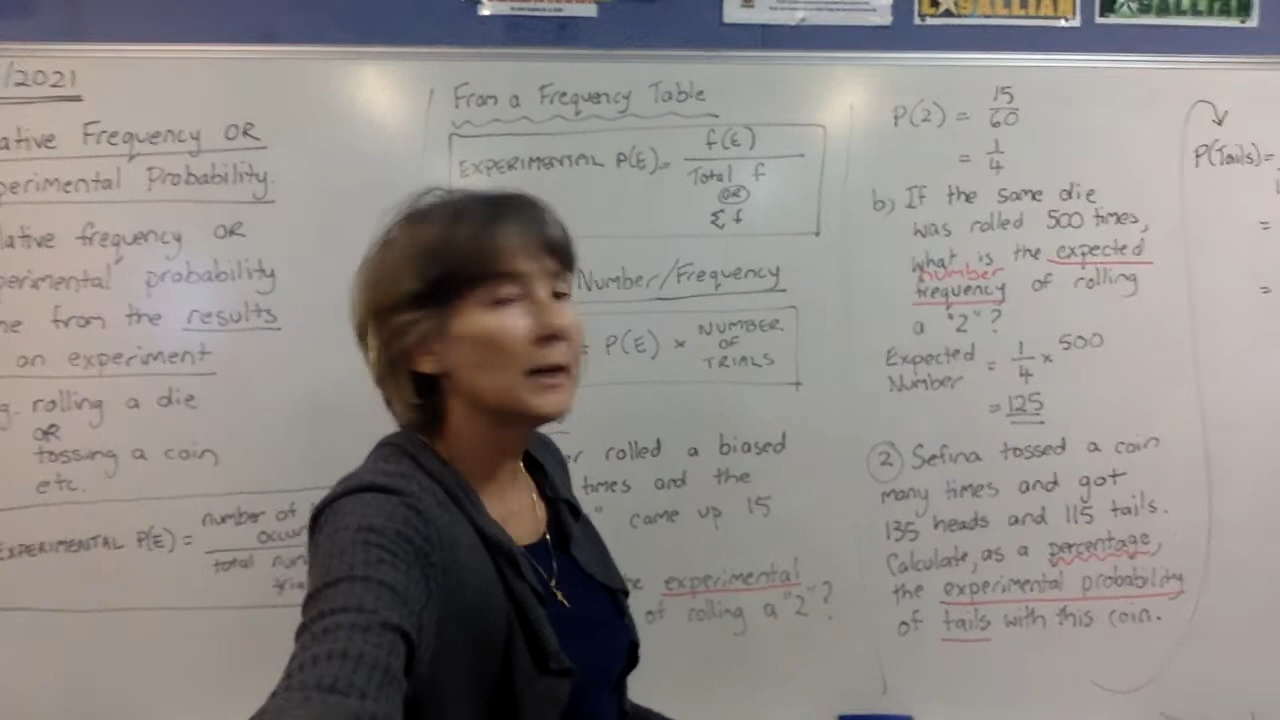 LASALLIAN
/2021
ative Frequency OR
perimental Probability.
lative frequency OR
perimental probability
me from the results
an experiment
g. rolling a die
OR
tossing a coin
etc.
EXPERIMENTAL P(E) =
number of
occur
total num
tria
From a Frequency Table
EXPERIMENTAL P(E) = f(E)
Total f
OR
Σ f
Number/Frequency
= P(E) × NUMBER
OF
TRIALS
er rolled a biased
times and the
" came up 15
he experimental
of rolling a "2"?
P(2) = 15/60
= 1/4
b) If the same die
was rolled 500 times,
what is the expected
number
frequency of rolling
a "2"?
Expected
Number = 1/4 × 500
= 125
2 Sefina tossed a coin
many times and got
135 heads and 115 tails.
Calculate, as a percentage,
the experimental probability
of tails with this coin.
P(Tails) =
=
=